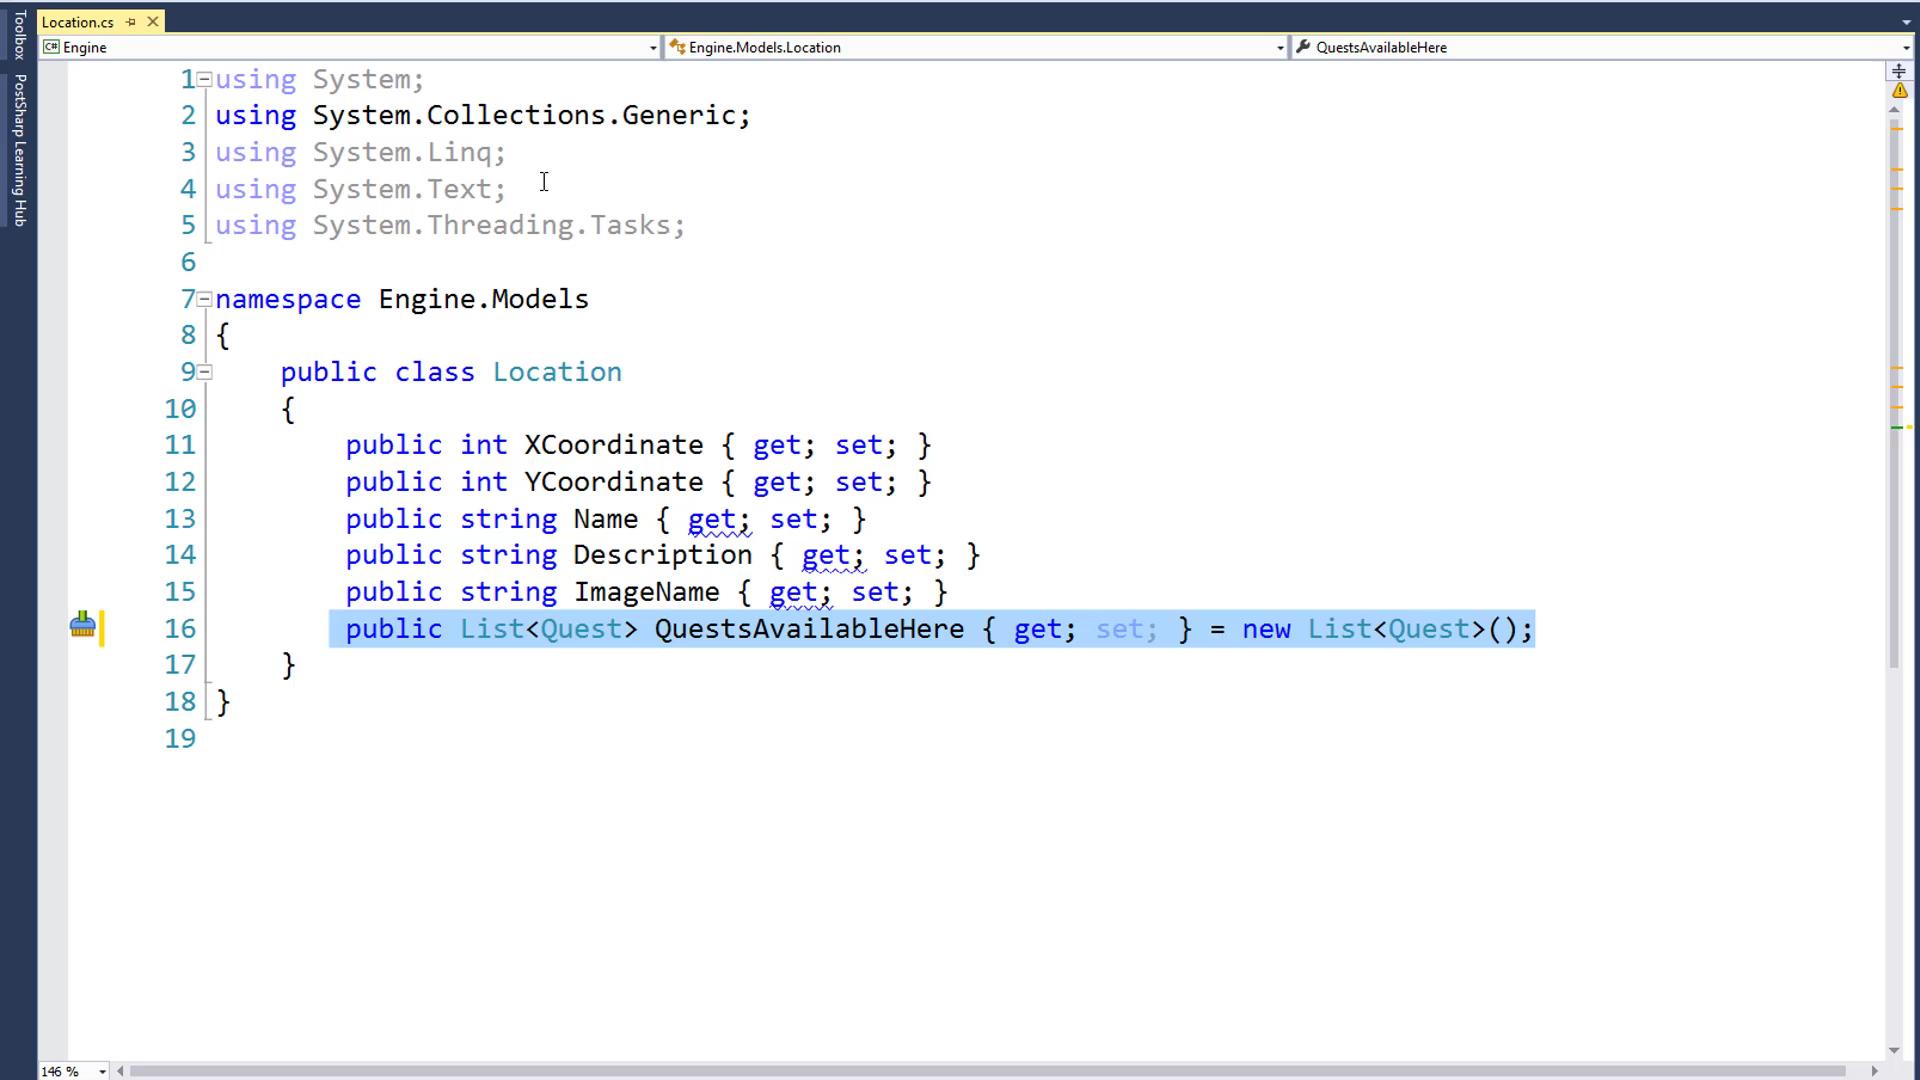 Toolbox
PostSharp Learning Hub
Location.cs
C# Engine
Engine.Models.Location
QuestsAvailableHere
1 using System;
2 using System.Collections.Generic;
3 using System.Linq;
4 using System.Text;
5 using System.Threading.Tasks;
6
7 namespace Engine.Models
8 {
9 public class Location
10 {
11 public int XCoordinate { get; set; }
12 public int YCoordinate { get; set; }
13 public string Name { get; set; }
14 public string Description { get; set; }
15 public string ImageName { get; set; }
16 public List<Quest> QuestsAvailableHere { get; set; } = new List<Quest>();
17 }
18 }
19
146 %